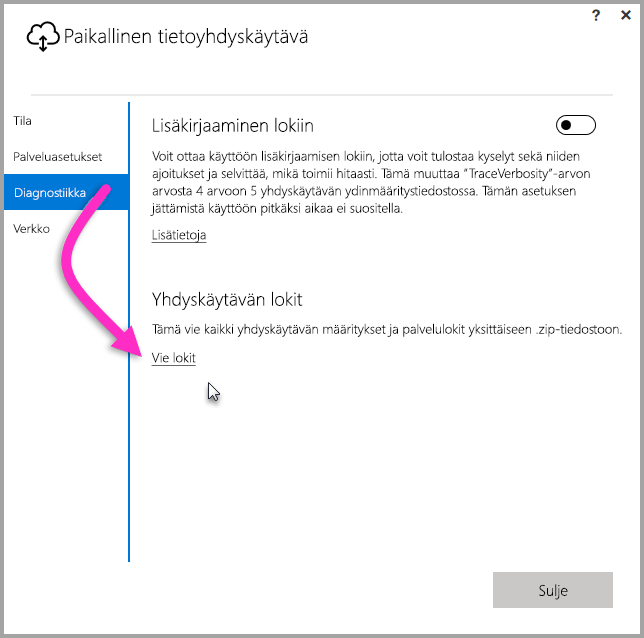 ? ×
Paikallinen tietoyhdyskäytävä
Tila
Palveluasetukset
Diagnostiikka
Verkko
Lisäkirjaaminen lokiin
Voit ottaa käyttöön lisäkirjaamisen lokiin, jotta voit tulostaa kyselyt sekä niiden
ajoitukset ja selvittää, mikä toimii hitaasti. Tämä muuttaa ”TraceVerbosity”-arvon
arvosta 4 arvoon 5 yhdyskäytävän ydinmääritystiedostossa. Tämän asetuksen
jättämistä käyttöön pitkäksi aikaa ei suositella.
Lisätietoja
Yhdyskäytävän lokit
Tämä vie kaikki yhdyskäytävän määritykset ja palvelulokit yksittäiseen .zip-tiedostoon.
Vie lokit
Sulje